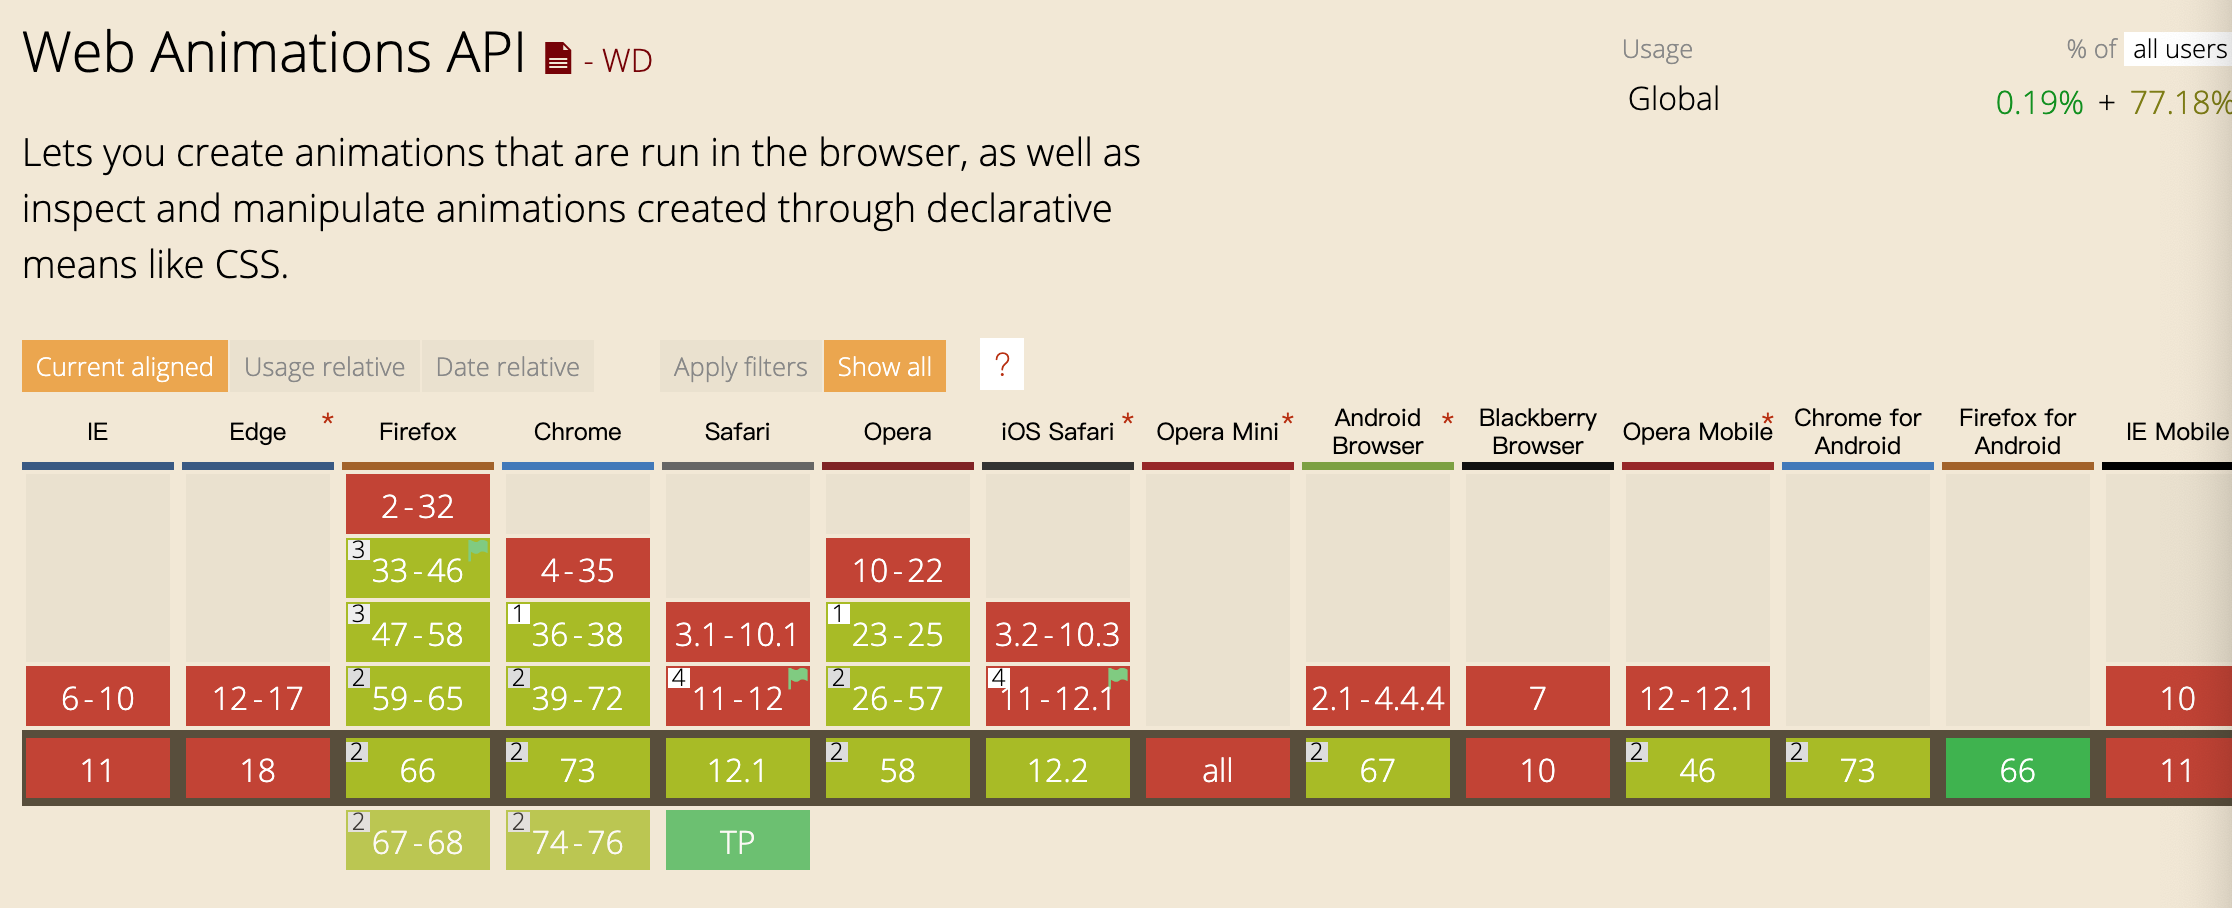 Web Animations API - WD
Usage % of all users
Global 0.19% + 77.18%
Lets you create animations that are run in the browser, as well as
inspect and manipulate animations created through declarative
means like CSS.
Current aligned Usage relative Date relative Apply filters Show all ?
IE Edge * Firefox Chrome Safari Opera iOS Safari * Opera Mini * Android Browser * Blackberry Browser Opera Mobile * Chrome for Android Firefox for Android IE Mobile
2-32
3 33-46 4-35 10-22
3 47-58 1 36-38 3.1-10.1 1 23-25 3.2-10.3
6-10 12-17 2 59-65 2 39-72 4 11-12 2 26-57 4 11-12.1 2.1-4.4.4 7 12-12.1 10
11 18 2 66 2 73 12.1 2 58 12.2 all 2 67 10 2 46 2 73 66 11
2 67-68 2 74-76 TP